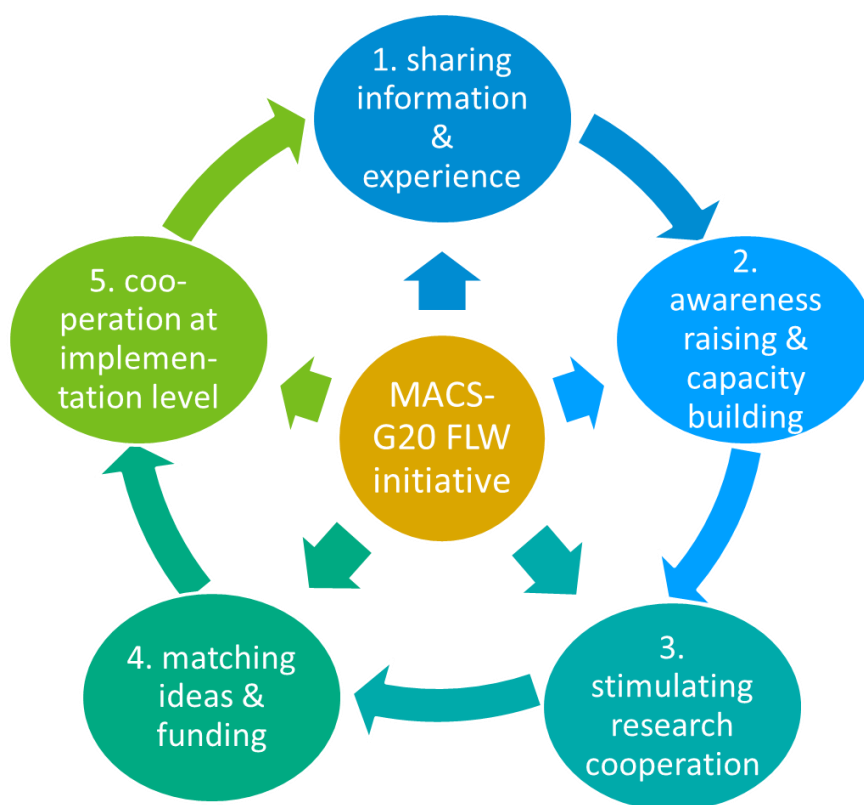 1. sharing
information
&
experience
2.
awareness
raising &
capacity
building
3.
stimulating
research
cooperation
4. matching
ideas &
funding
5. coo-
peration at
implemen-
tation level
MACS-
G20 FLW
initiative